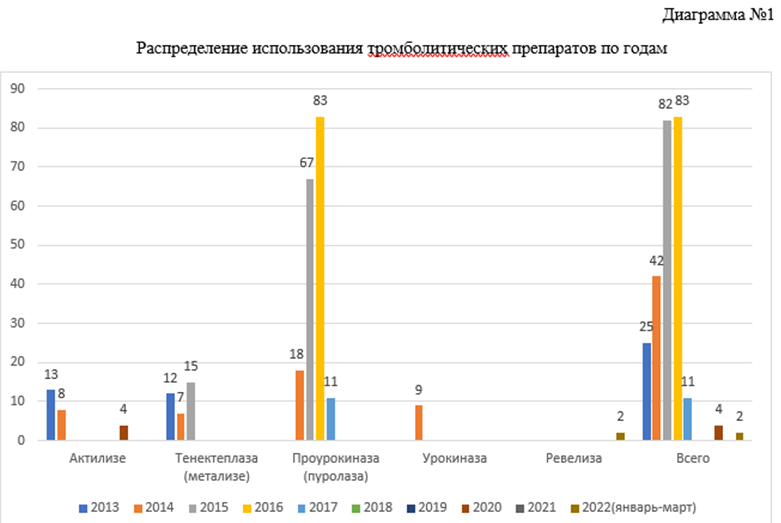 Диаграмма №1
Распределение использования тромболитических препаратов по годам
90
80
70
60
50
40
30
20
10
0
13
8
4
12
7
15
18
67
83
11
9
2
25
42
82
83
11
4
2
Актилизе
Тенектеплаза
(метализе)
Проурокиназа
(пуролаза)
Урокиназа
Ревелиза
Всего
2013 2014 2015 2016 2017 2018 2019 2020 2021 2022(январь-март)